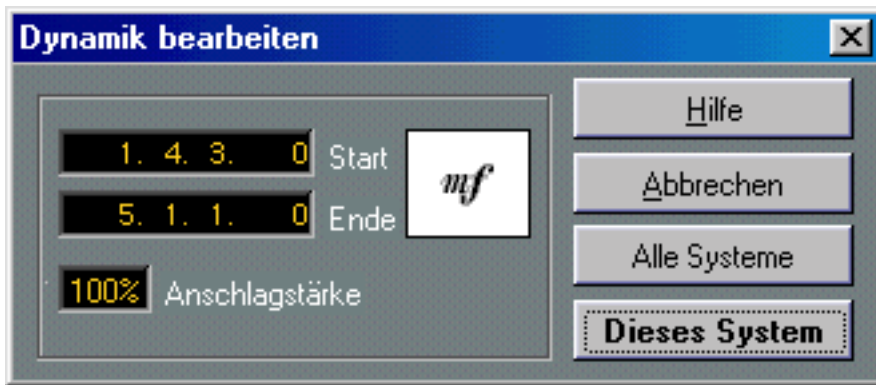 Dynamik bearbeiten
1. 4. 3. 0 Start
5. 1. 1. 0 Ende
mf
100% Anschlagstärke
Hilfe
Abbrechen
Alle Systeme
Dieses System